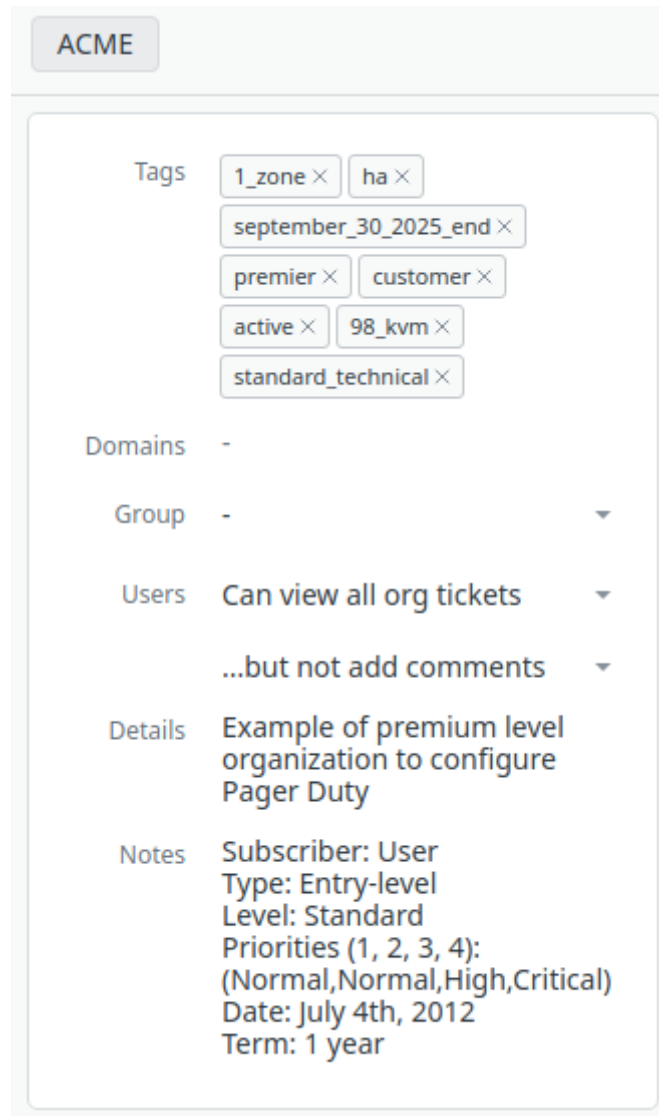 ACME
Tags 1_zone × ha ×
september_30_2025_end ×
premier × customer ×
active × 98_kvm ×
standard_technical ×
Domains -
Group -
Users Can view all org tickets
...but not add comments
Details Example of premium level
organization to configure
Pager Duty
Notes Subscriber: User
Type: Entry-level
Level: Standard
Priorities (1, 2, 3, 4):
(Normal,Normal,High,Critical)
Date: July 4th, 2012
Term: 1 year